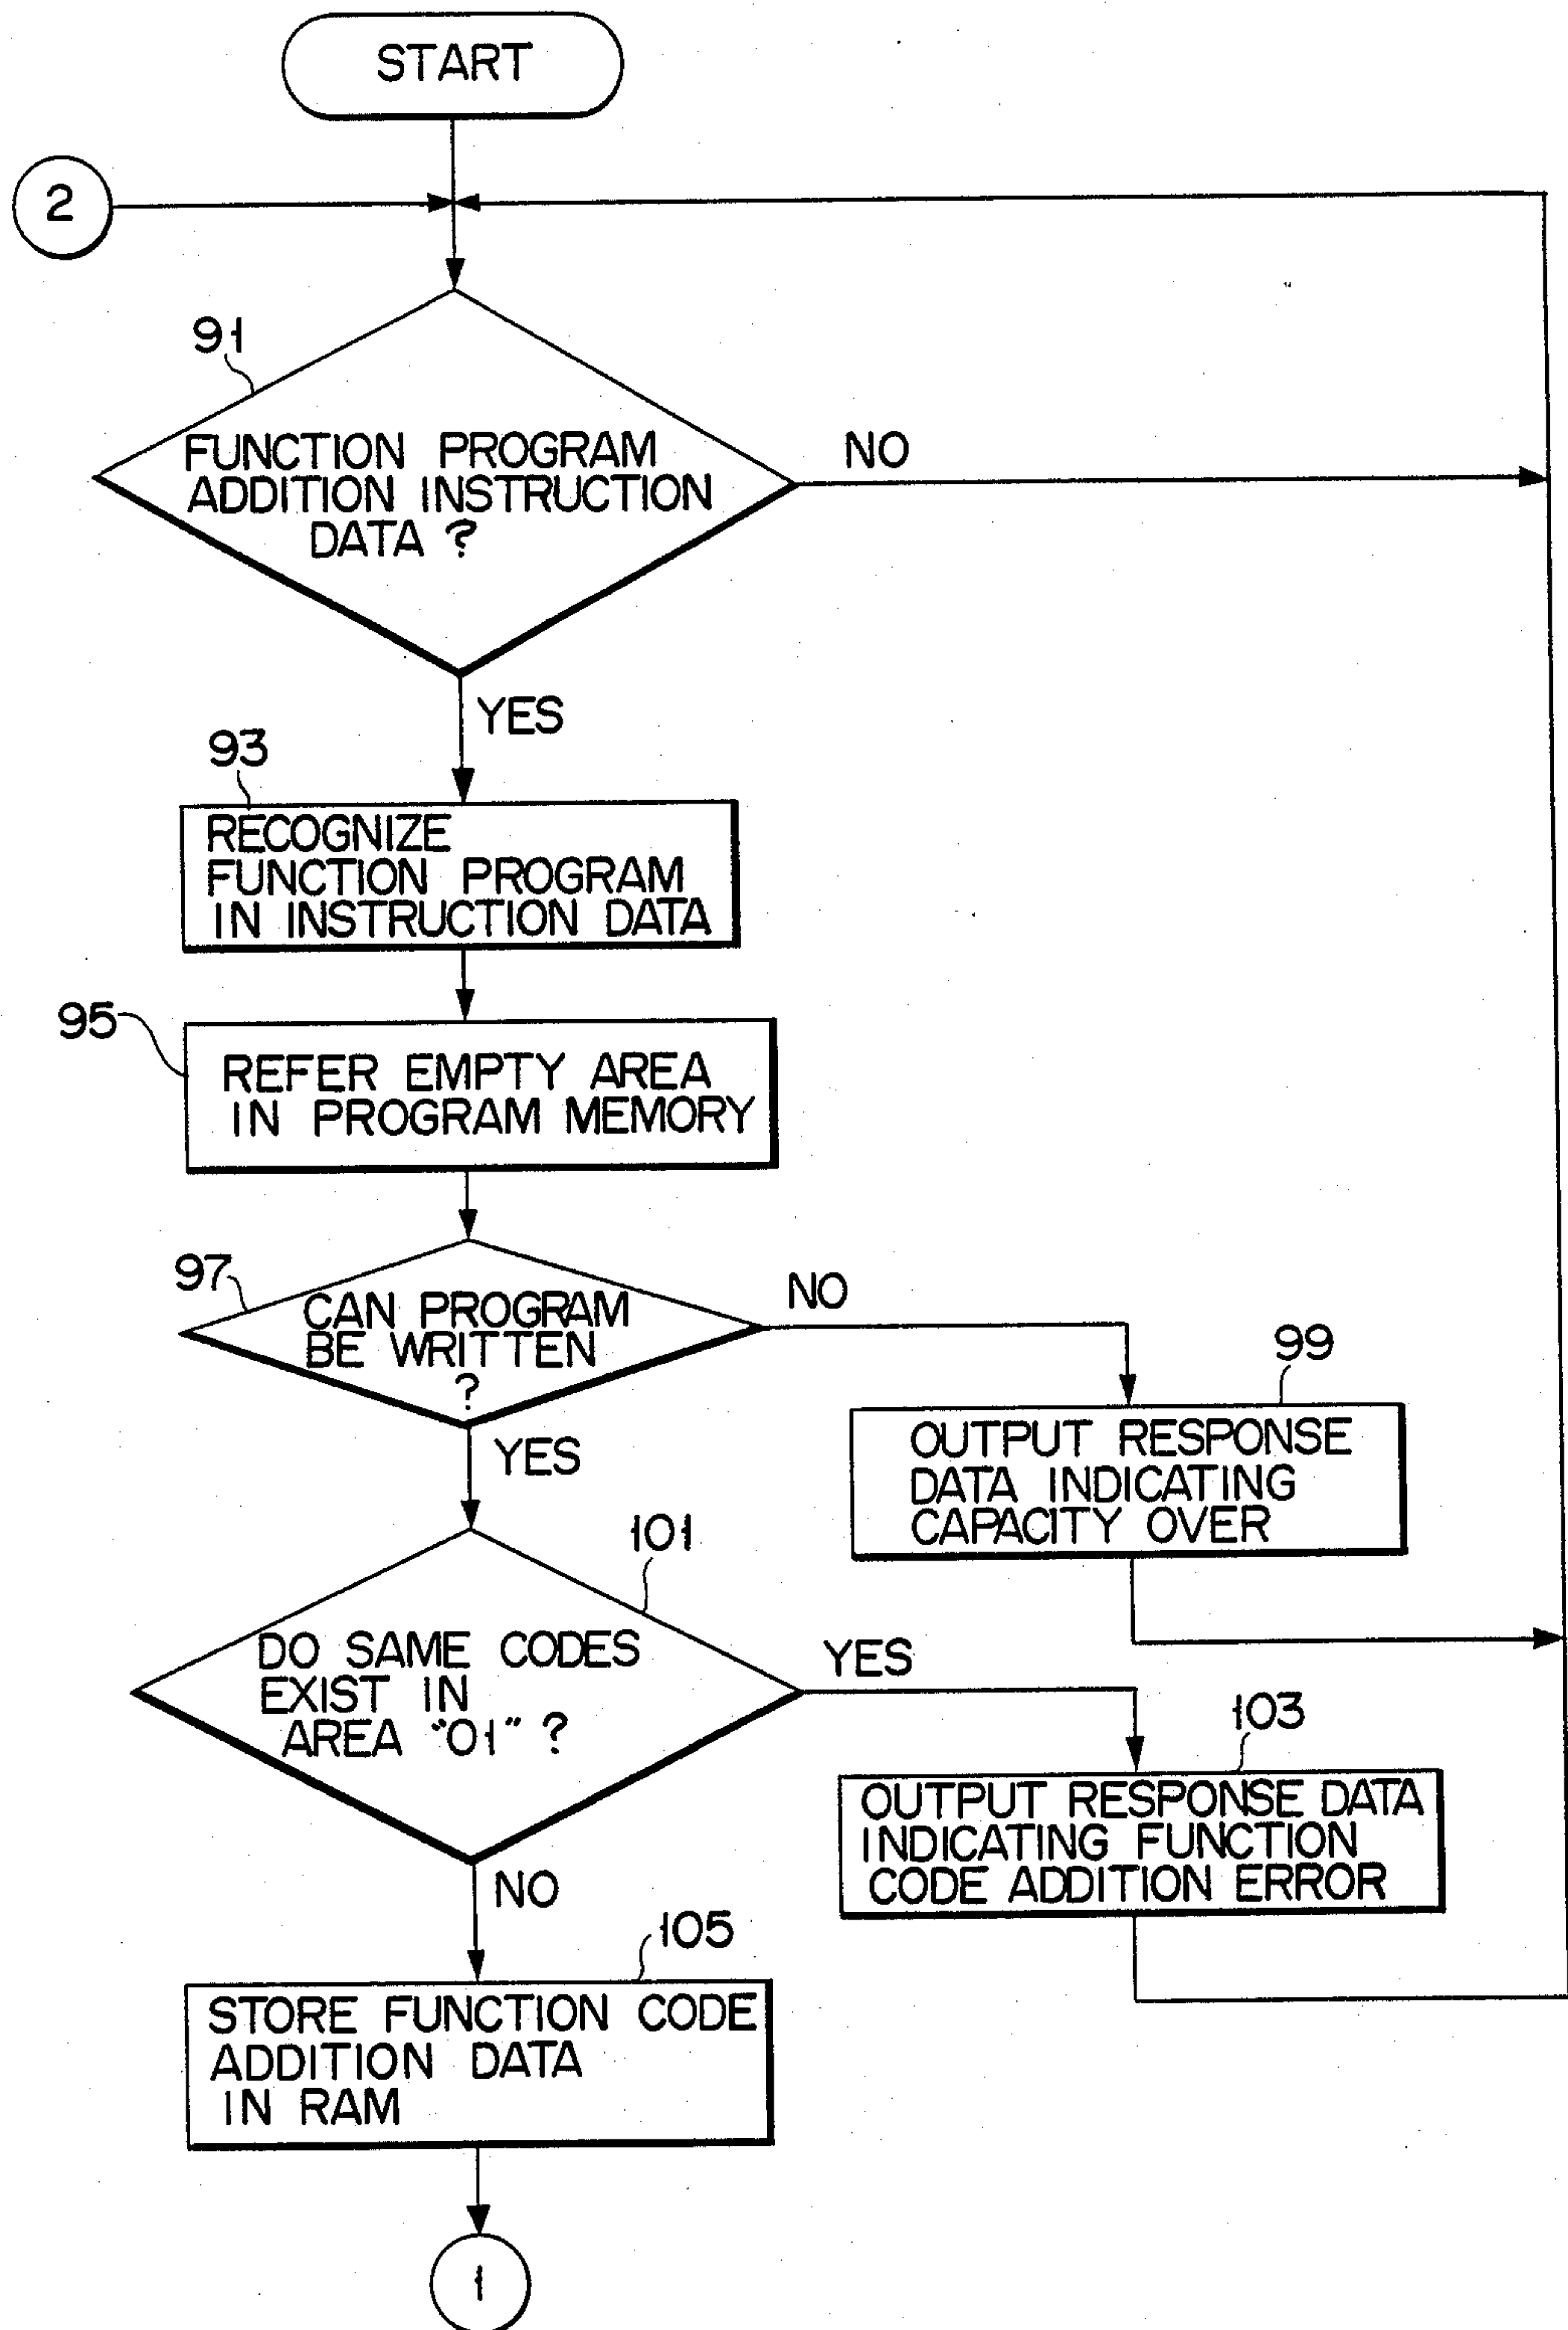 START
2
91
FUNCTION PROGRAM
ADDITION INSTRUCTION
DATA ?
NO
YES
93
RECOGNIZE
FUNCTION PROGRAM
IN INSTRUCTION DATA
95
REFER EMPTY AREA
IN PROGRAM MEMORY
97
CAN PROGRAM
BE WRITTEN
?
NO
99
OUTPUT RESPONSE
DATA INDICATING
CAPACITY OVER
YES
101
DO SAME CODES
EXIST IN
AREA "01" ?
YES
103
OUTPUT RESPONSE DATA
INDICATING FUNCTION
CODE ADDITION ERROR
NO
105
STORE FUNCTION CODE
ADDITION DATA
IN RAM
1